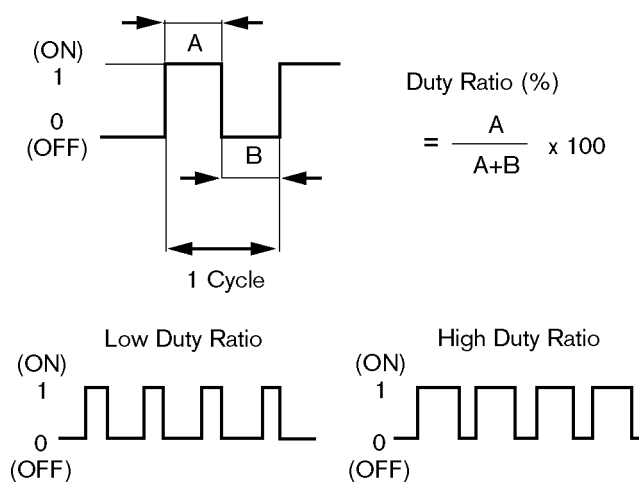 A
(ON)
1
0
(OFF)
B
1 Cycle
Duty Ratio (%)
= A
A+B x 100
Low Duty Ratio
(ON)
1
0
(OFF)
High Duty Ratio
(ON)
1
0
(OFF)